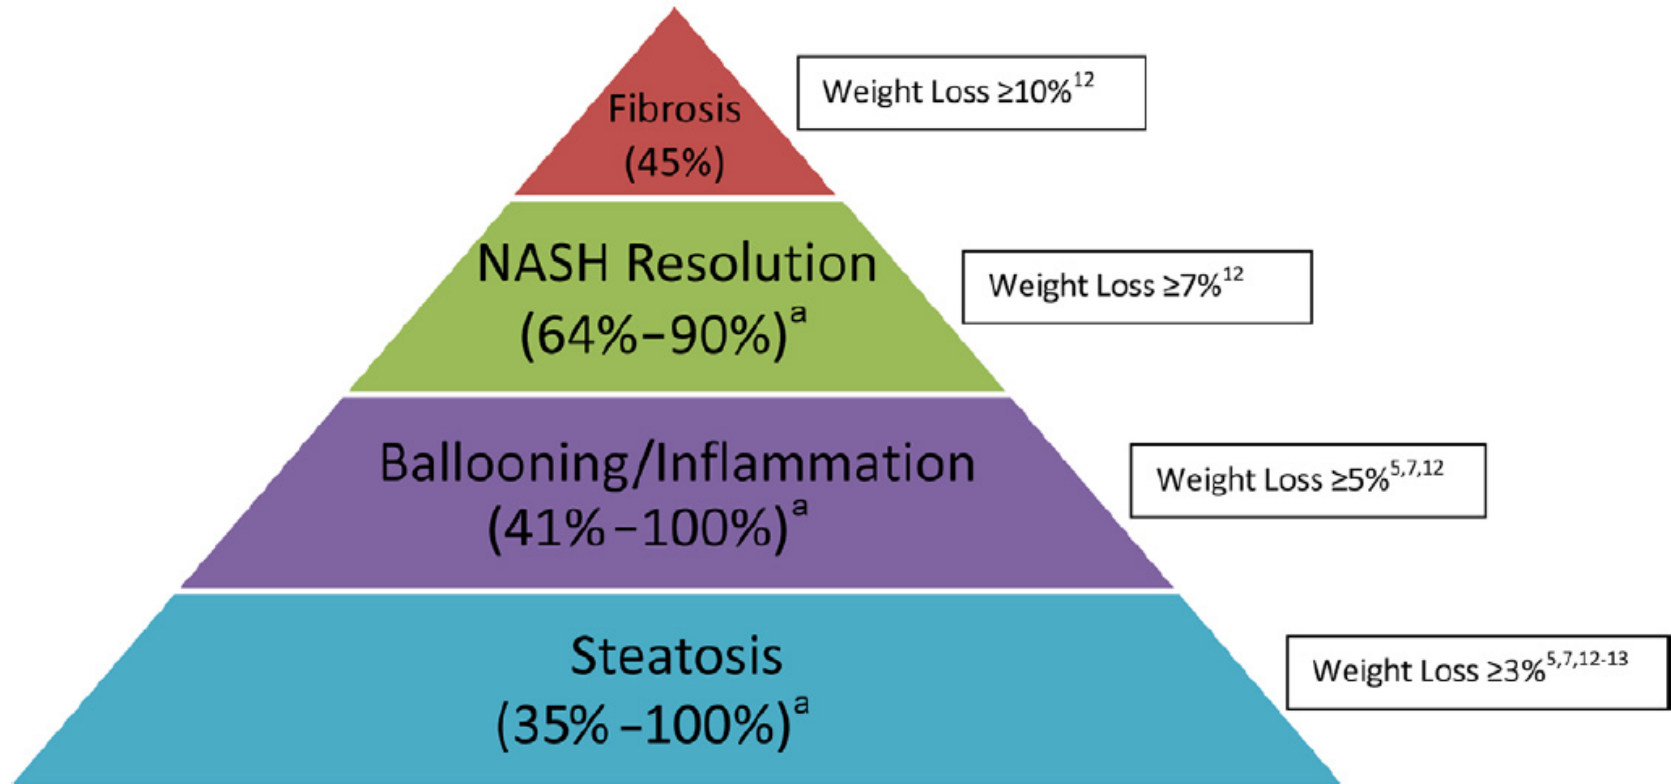 Fibrosis
(45%)
Weight Loss ≥10%12
NASH Resolution
(64%–90%)a
Weight Loss ≥7%12
Ballooning/Inflammation
(41%–100%)a
Weight Loss ≥5%5,7,12
Steatosis
(35%–100%)a
Weight Loss ≥3%5,7,12-13